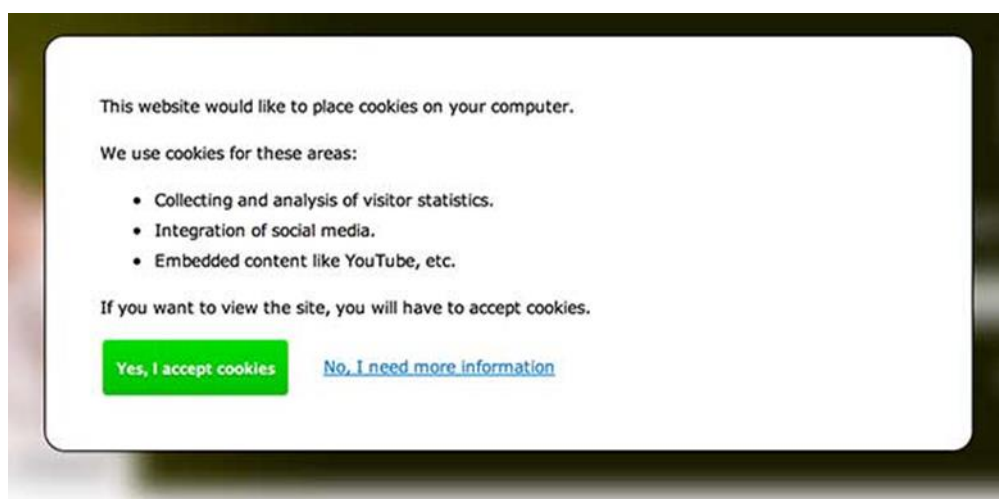 This website would like to place cookies on your computer.
We use cookies for these areas:
• Collecting and analysis of visitor statistics.
• Integration of social media.
• Embedded content like YouTube, etc.
If you want to view the site, you will have to accept cookies.
Yes, I accept cookies No, I need more information